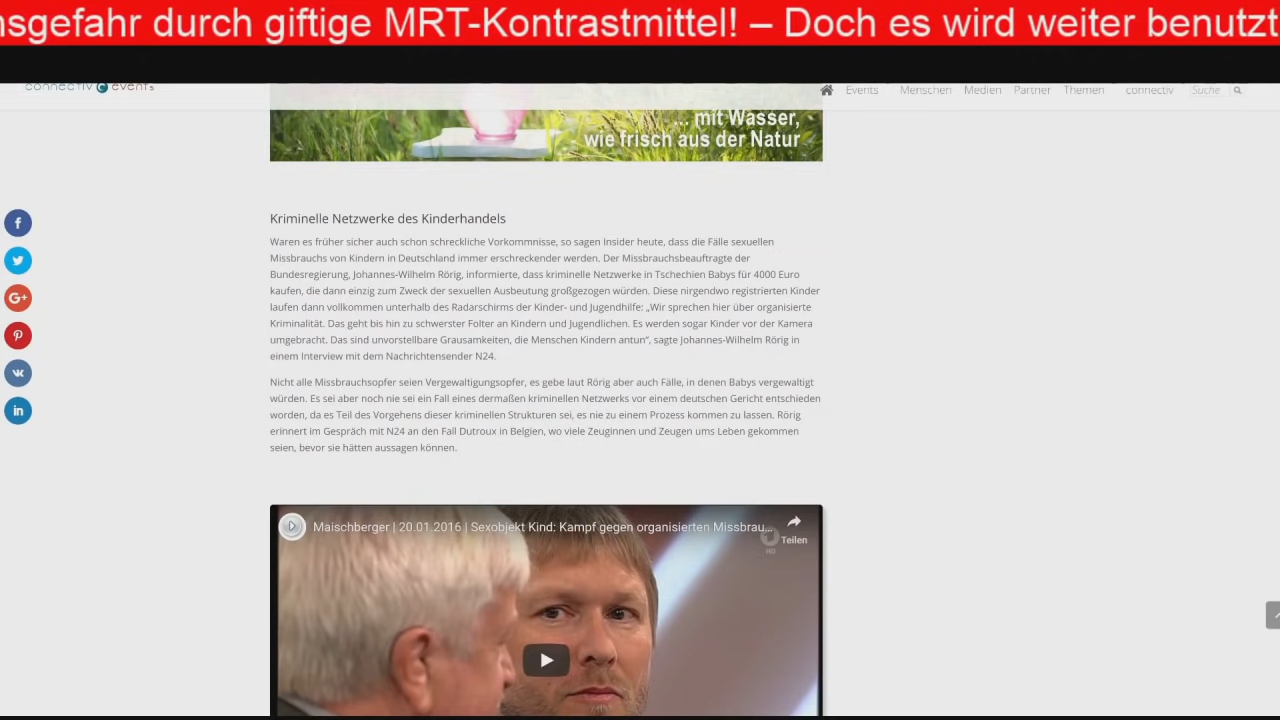 nsgefahr durch giftige MRT-Kontrastmittel! – Doch es wird weiter benutzt
connectiv events
Events Menschen Medien Partner Themen connectiv Suche
... mit Wasser,
wie frisch aus der Natur
Kriminelle Netzwerke des Kinderhandels
Waren es früher sicher auch schon schreckliche Vorkommnisse, so sagen Insider heute, dass die Fälle sexuellen
Missbrauchs von Kindern in Deutschland immer erschreckender werden. Der Missbrauchsbeauftragte der
Bundesregierung, Johannes-Wilhelm Rörig, informierte, dass kriminelle Netzwerke in Tschechien Babys für 4000 Euro
kaufen, die dann einzig zum Zweck der sexuellen Ausbeutung großgezogen würden. Diese nirgendwo registrierten Kinder
laufen dann vollkommen unterhalb des Radarschirms der Kinder- und Jugendhilfe: „Wir sprechen hier über organisierte
Kriminalität. Das geht bis hin zu schwerster Folter an Kindern und Jugendlichen. Es werden sogar Kinder vor der Kamera
umgebracht. Das sind unvorstellbare Grausamkeiten, die Menschen Kindern antun“, sagte Johannes-Wilhelm Rörig in
einem Interview mit dem Nachrichtensender N24.
Nicht alle Missbrauchsopfer seien Vergewaltigungsopfer, es gebe laut Rörig aber auch Fälle, in denen Babys vergewaltigt
würden. Es sei aber noch nie sei ein Fall eines dermaßen kriminellen Netzwerks vor einem deutschen Gericht entschieden
worden, da es Teil des Vorgehens dieser kriminellen Strukturen sei, es nie zu einem Prozess kommen zu lassen. Rörig
erinnert im Gespräch mit N24 an den Fall Dutroux in Belgien, wo viele Zeuginnen und Zeugen ums Leben gekommen
seien, bevor sie hätten aussagen können.
Maischberger | 20.01.2016 | Sexobjekt Kind: Kampf gegen organisierten Missbrau...
Teilen
HD